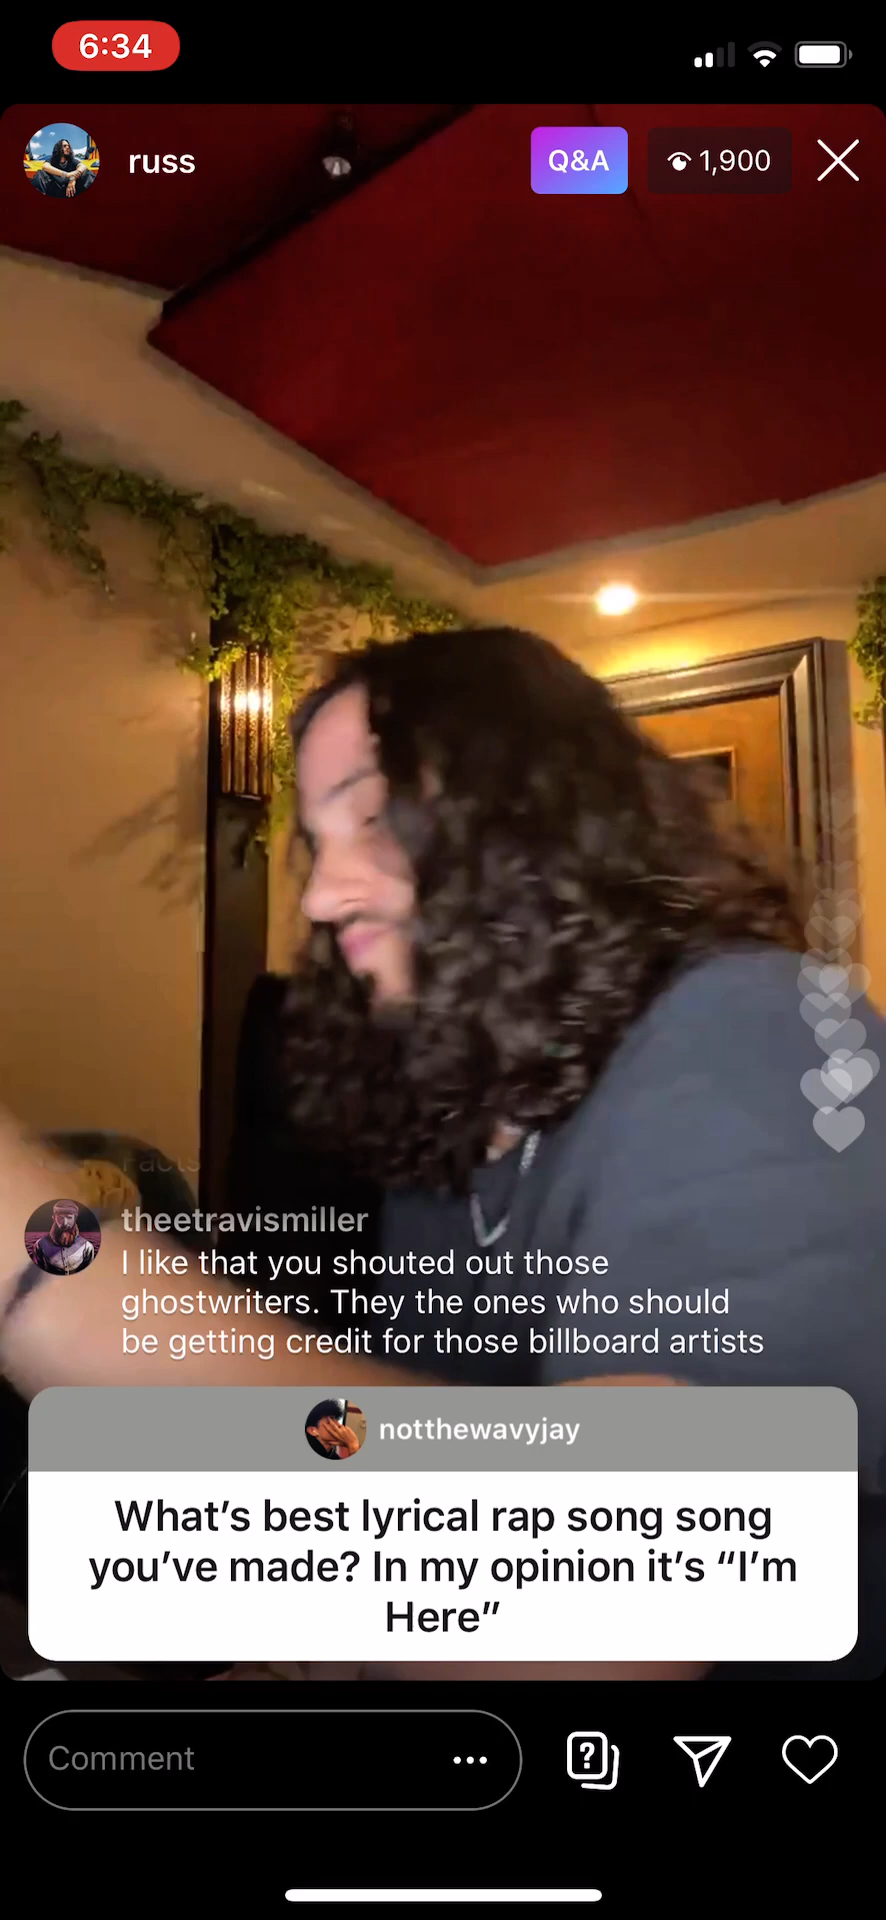 6:34
russ
Q&A
1,900
Facts
theetravismiller
I like that you shouted out those
ghostwriters. They the ones who should
be getting credit for those billboard artists
notthewavyjay
What's best lyrical rap song song
you've made? In my opinion it's “I'm
Here”
?
Comment